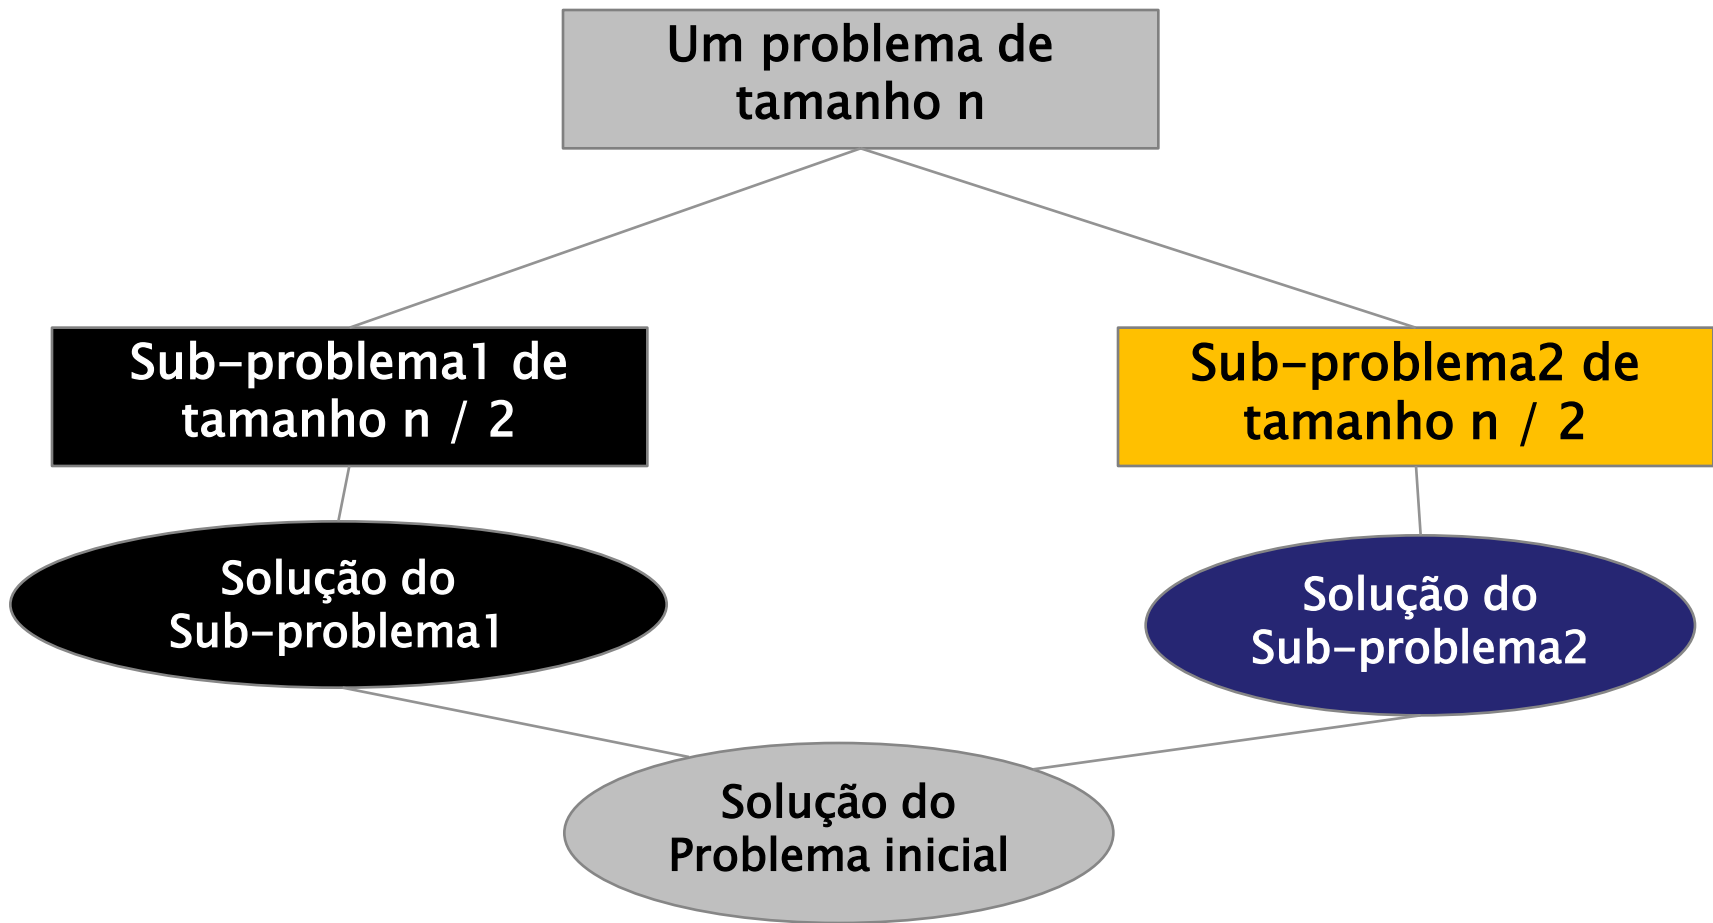 Um problema de
tamanho n
Sub-problema1 de
tamanho n / 2
Sub-problema2 de
tamanho n / 2
Solução do
Sub-problema1
Solução do
Sub-problema2
Solução do
Problema inicial